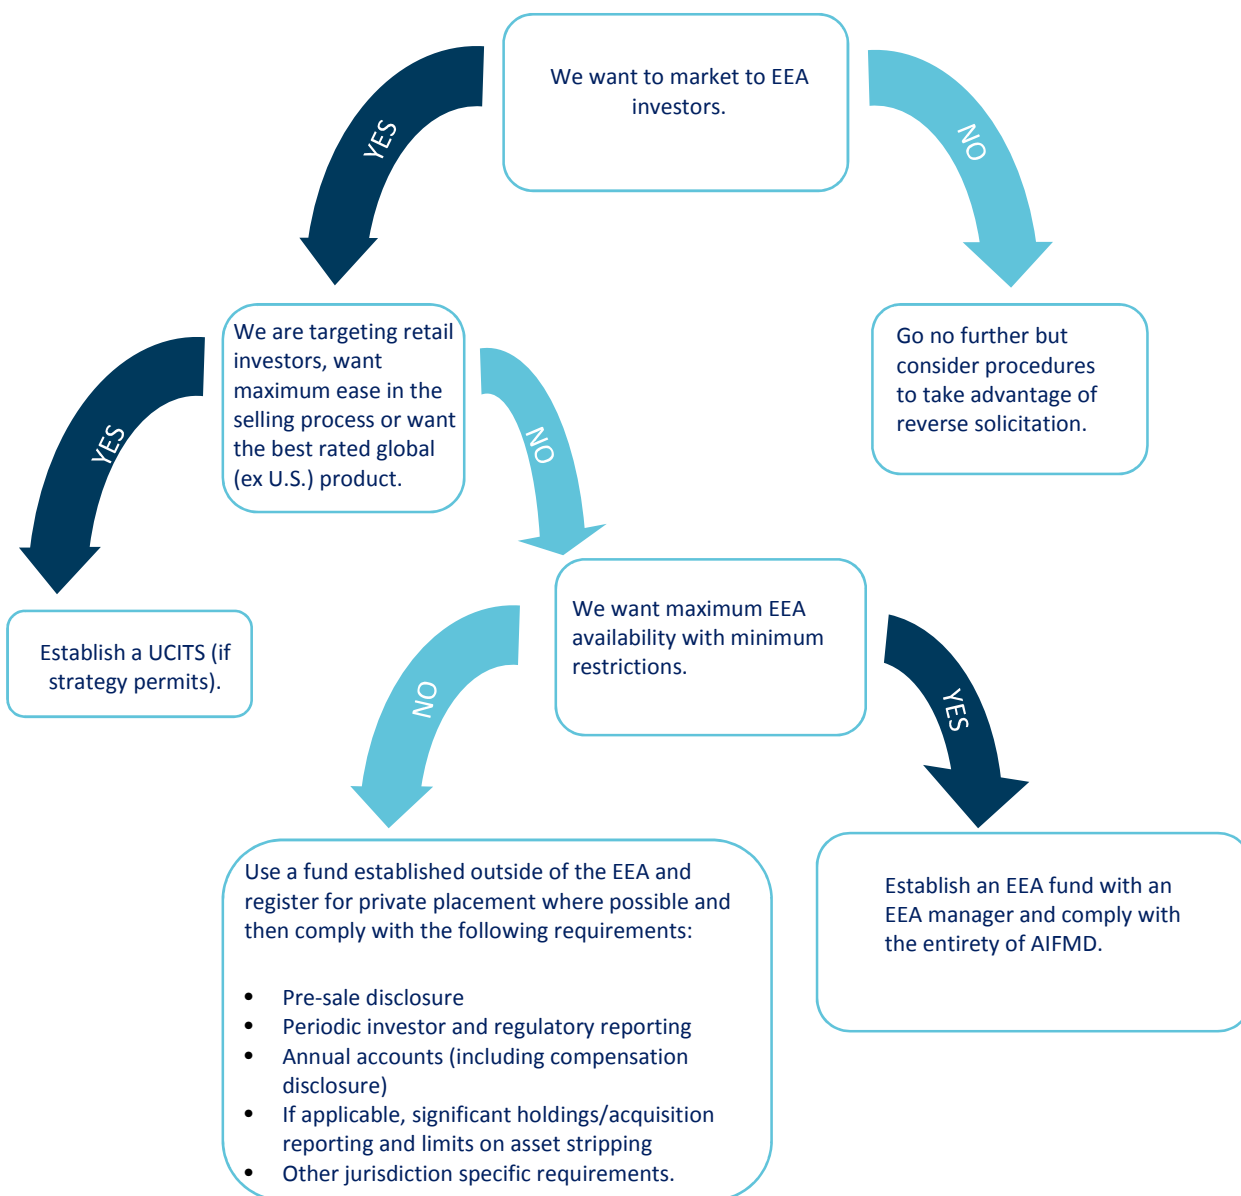 We want to market to EEA
investors.
YES
NO
We are targeting retail
investors, want
maximum ease in the
selling process or want
the best rated global
(ex U.S.) product.
Go no further but
consider procedures
to take advantage of
reverse solicitation.
YES
NO
Establish a UCITS (if
strategy permits).
We want maximum EEA
availability with minimum
restrictions.
NO
YES
Use a fund established outside of the EEA and
register for private placement where possible and
then comply with the following requirements:
• Pre-sale disclosure
• Periodic investor and regulatory reporting
• Annual accounts (including compensation
disclosure)
• If applicable, significant holdings/acquisition
reporting and limits on asset stripping
• Other jurisdiction specific requirements.
Establish an EEA fund with an
EEA manager and comply with
the entirety of AIFMD.